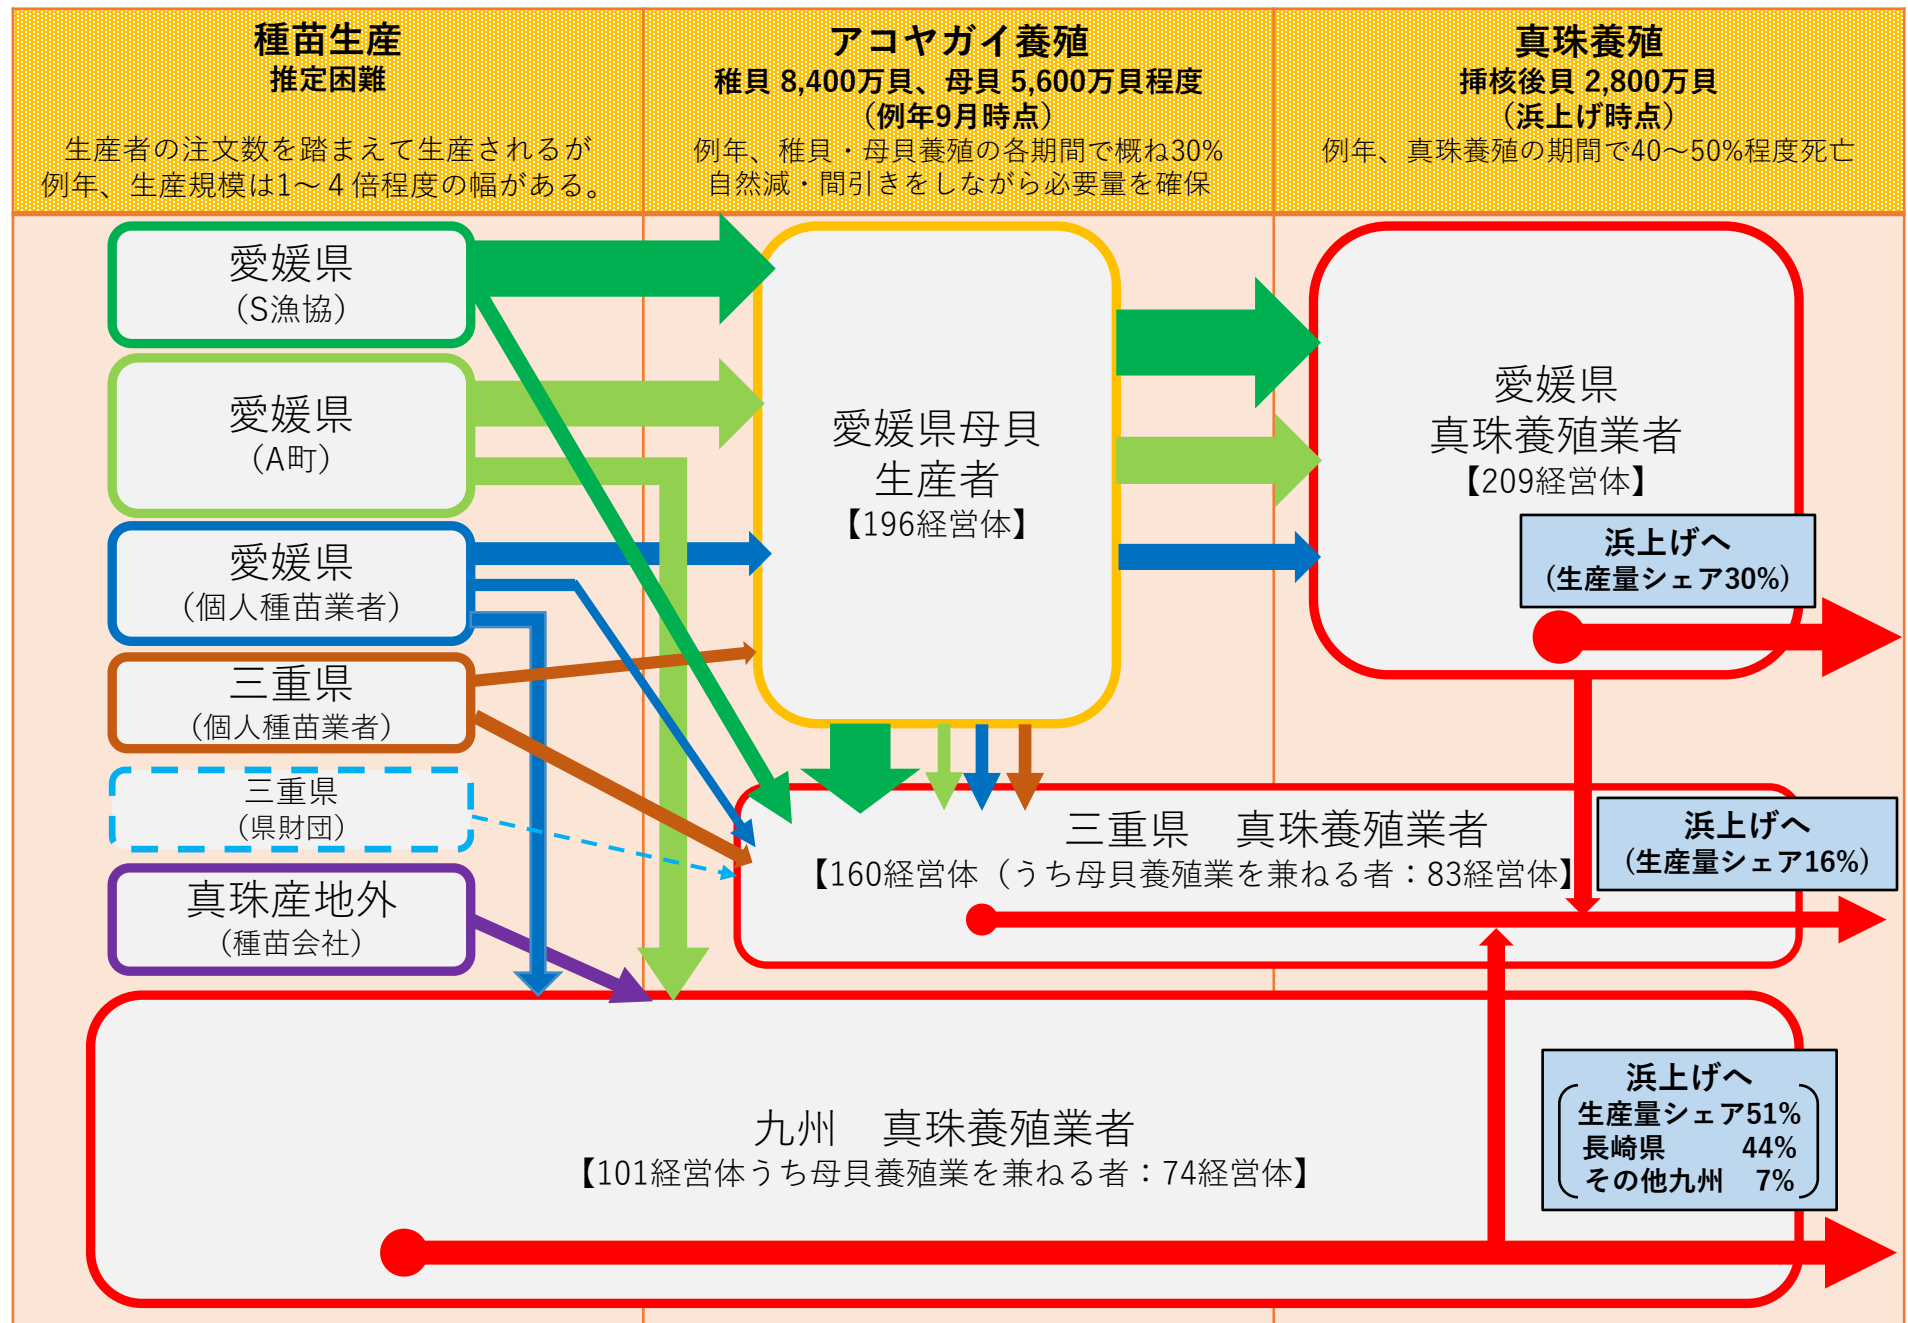 種苗生産
推定困難
生産者の注文数を踏まえて生産されるが
例年、生産規模は1～４倍程度の幅がある。
アコヤガイ養殖
稚貝 8,400万貝、母貝 5,600万貝程度
（例年9月時点）
例年、稚貝・母貝養殖の各期間で概ね30%
自然減・間引きをしながら必要量を確保
真珠養殖
挿核後貝 2,800万貝
（浜上げ時点）
例年、真珠養殖の期間で40～50%程度死亡
愛媛県
（S漁協）
愛媛県
（A町）
愛媛県
（個人種苗業者）
三重県
（個人種苗業者）
三重県
（県財団）
真珠産地外
（種苗会社）
愛媛県母貝
生産者
【196経営体】
愛媛県
真珠養殖業者
【209経営体】
浜上げへ
（生産量シェア30%）
三重県　真珠養殖業者
【160経営体（うち母貝養殖業を兼ねる者：83経営体】
浜上げへ
（生産量シェア16%）
九州　真珠養殖業者
【101経営体うち母貝養殖業を兼ねる者：74経営体】
浜上げへ
生産量シェア51%
長崎県　44%
その他九州　7%